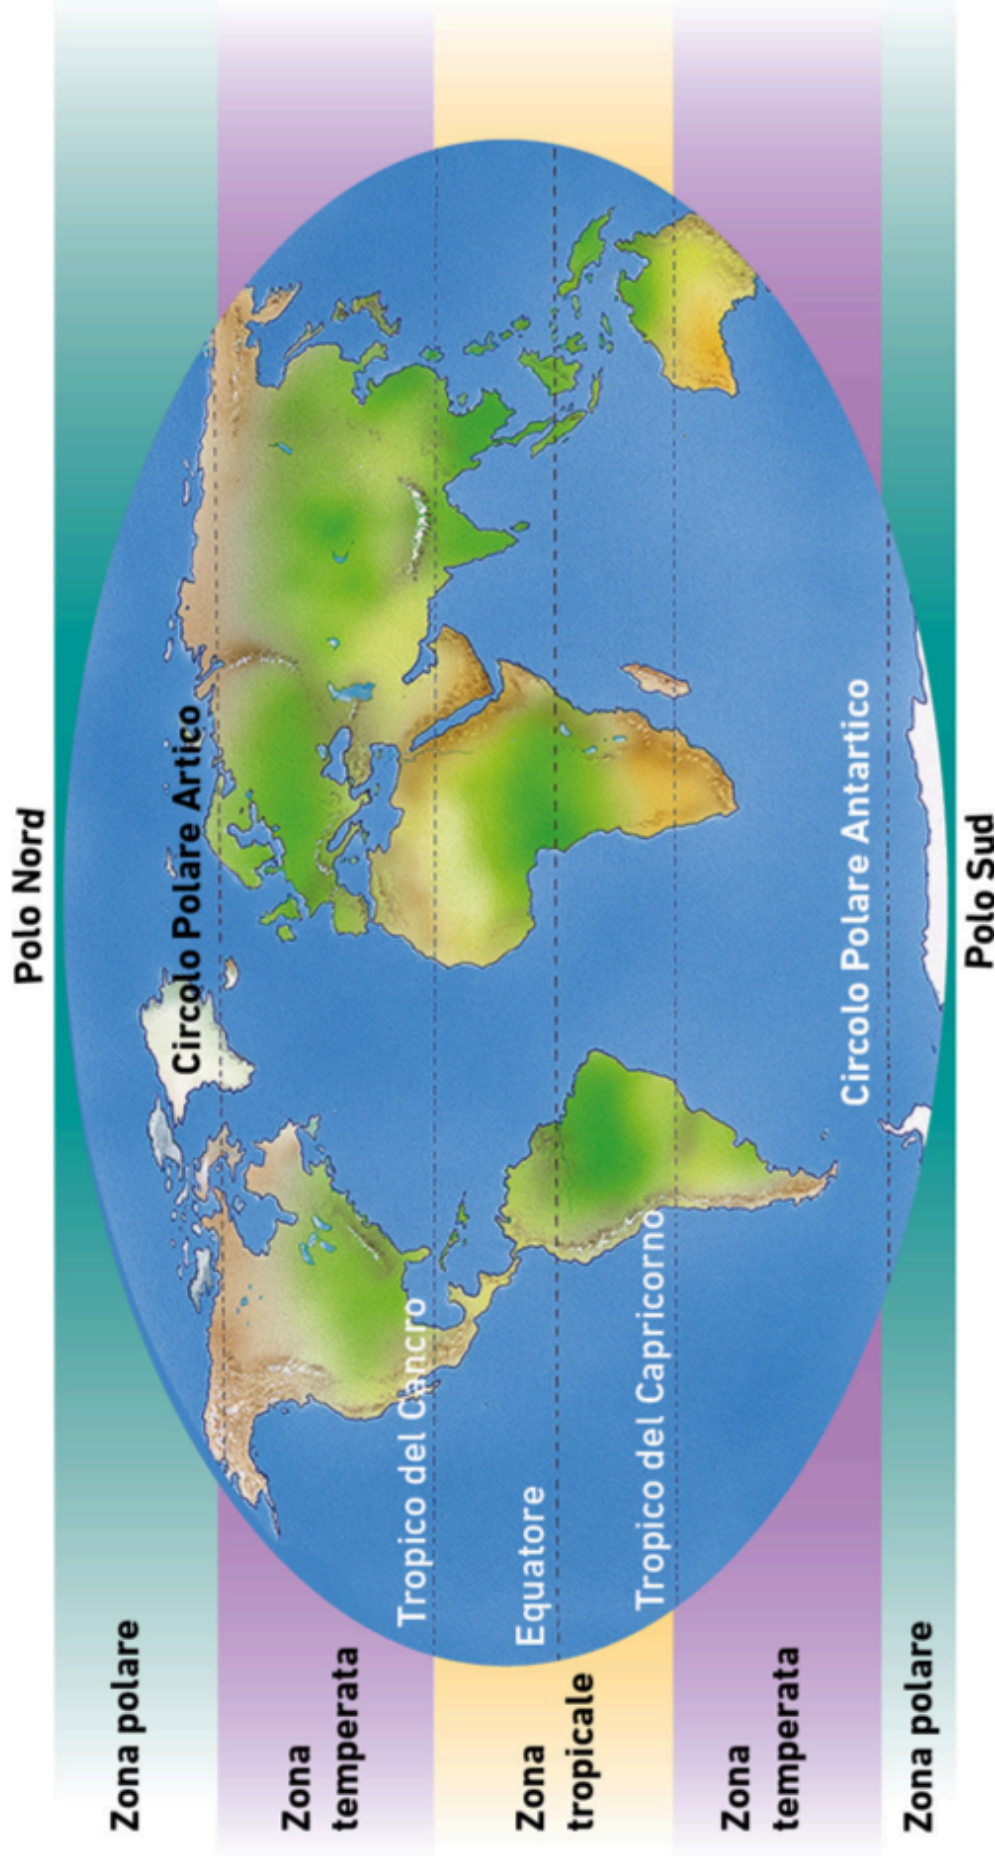 Polo Nord
Zona polare
Circolo Polare Artico
Zona
temperata
Tropico del Cancro
Equatore
Zona
tropicale
Tropico del Capricorno
Zona
temperata
Circolo Polare Antartico
Zona polare
Polo Sud